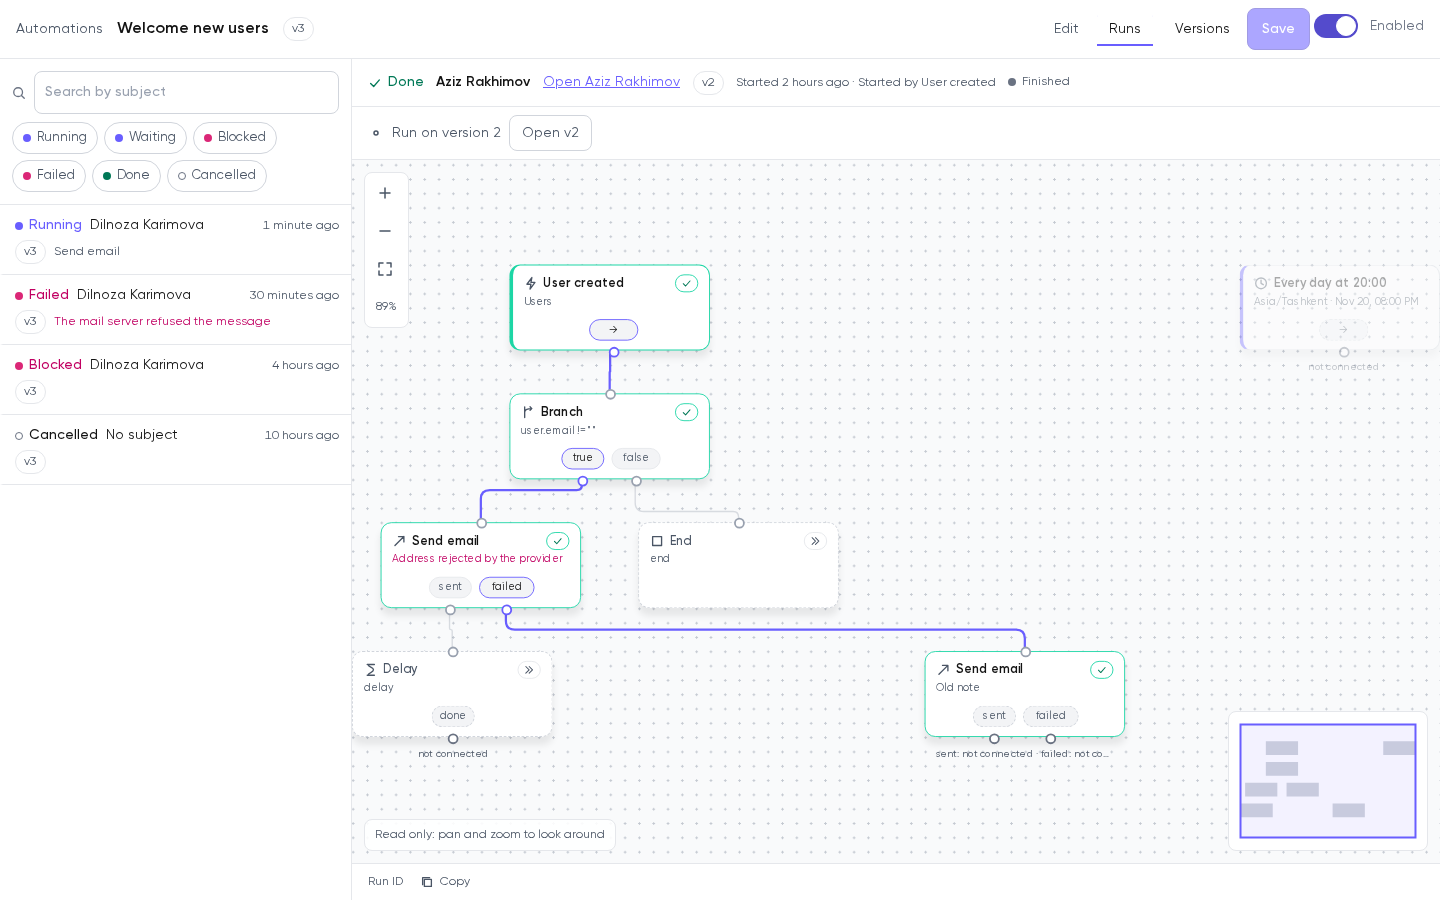 Automations Welcome new users v3
Edit Runs Versions Save Enabled
Search by subject
Running Waiting Blocked
Failed Done Cancelled
Running Dilnoza Karimova 1 minute ago
v3 Send email
Failed Dilnoza Karimova 30 minutes ago
v3 The mail server refused the message
Blocked Dilnoza Karimova 4 hours ago
v3
Cancelled No subject 10 hours ago
v3
Done Aziz Rakhimov Open Aziz Rakhimov v2 Started 2 hours ago · Started by User created Finished
Run on version 2 Open v2
89%
User created
Users
Every day at 20:00
Asia/Tashkent · Nov 20, 08:00 PM
not connected
Branch
user.email != ""
true false
Send email
Address rejected by the provider
sent failed
End
end
Delay
delay
done
not connected
Send email
Old note
sent failed
sent: not connected · failed: not co...
Read only: pan and zoom to look around
Run ID Copy